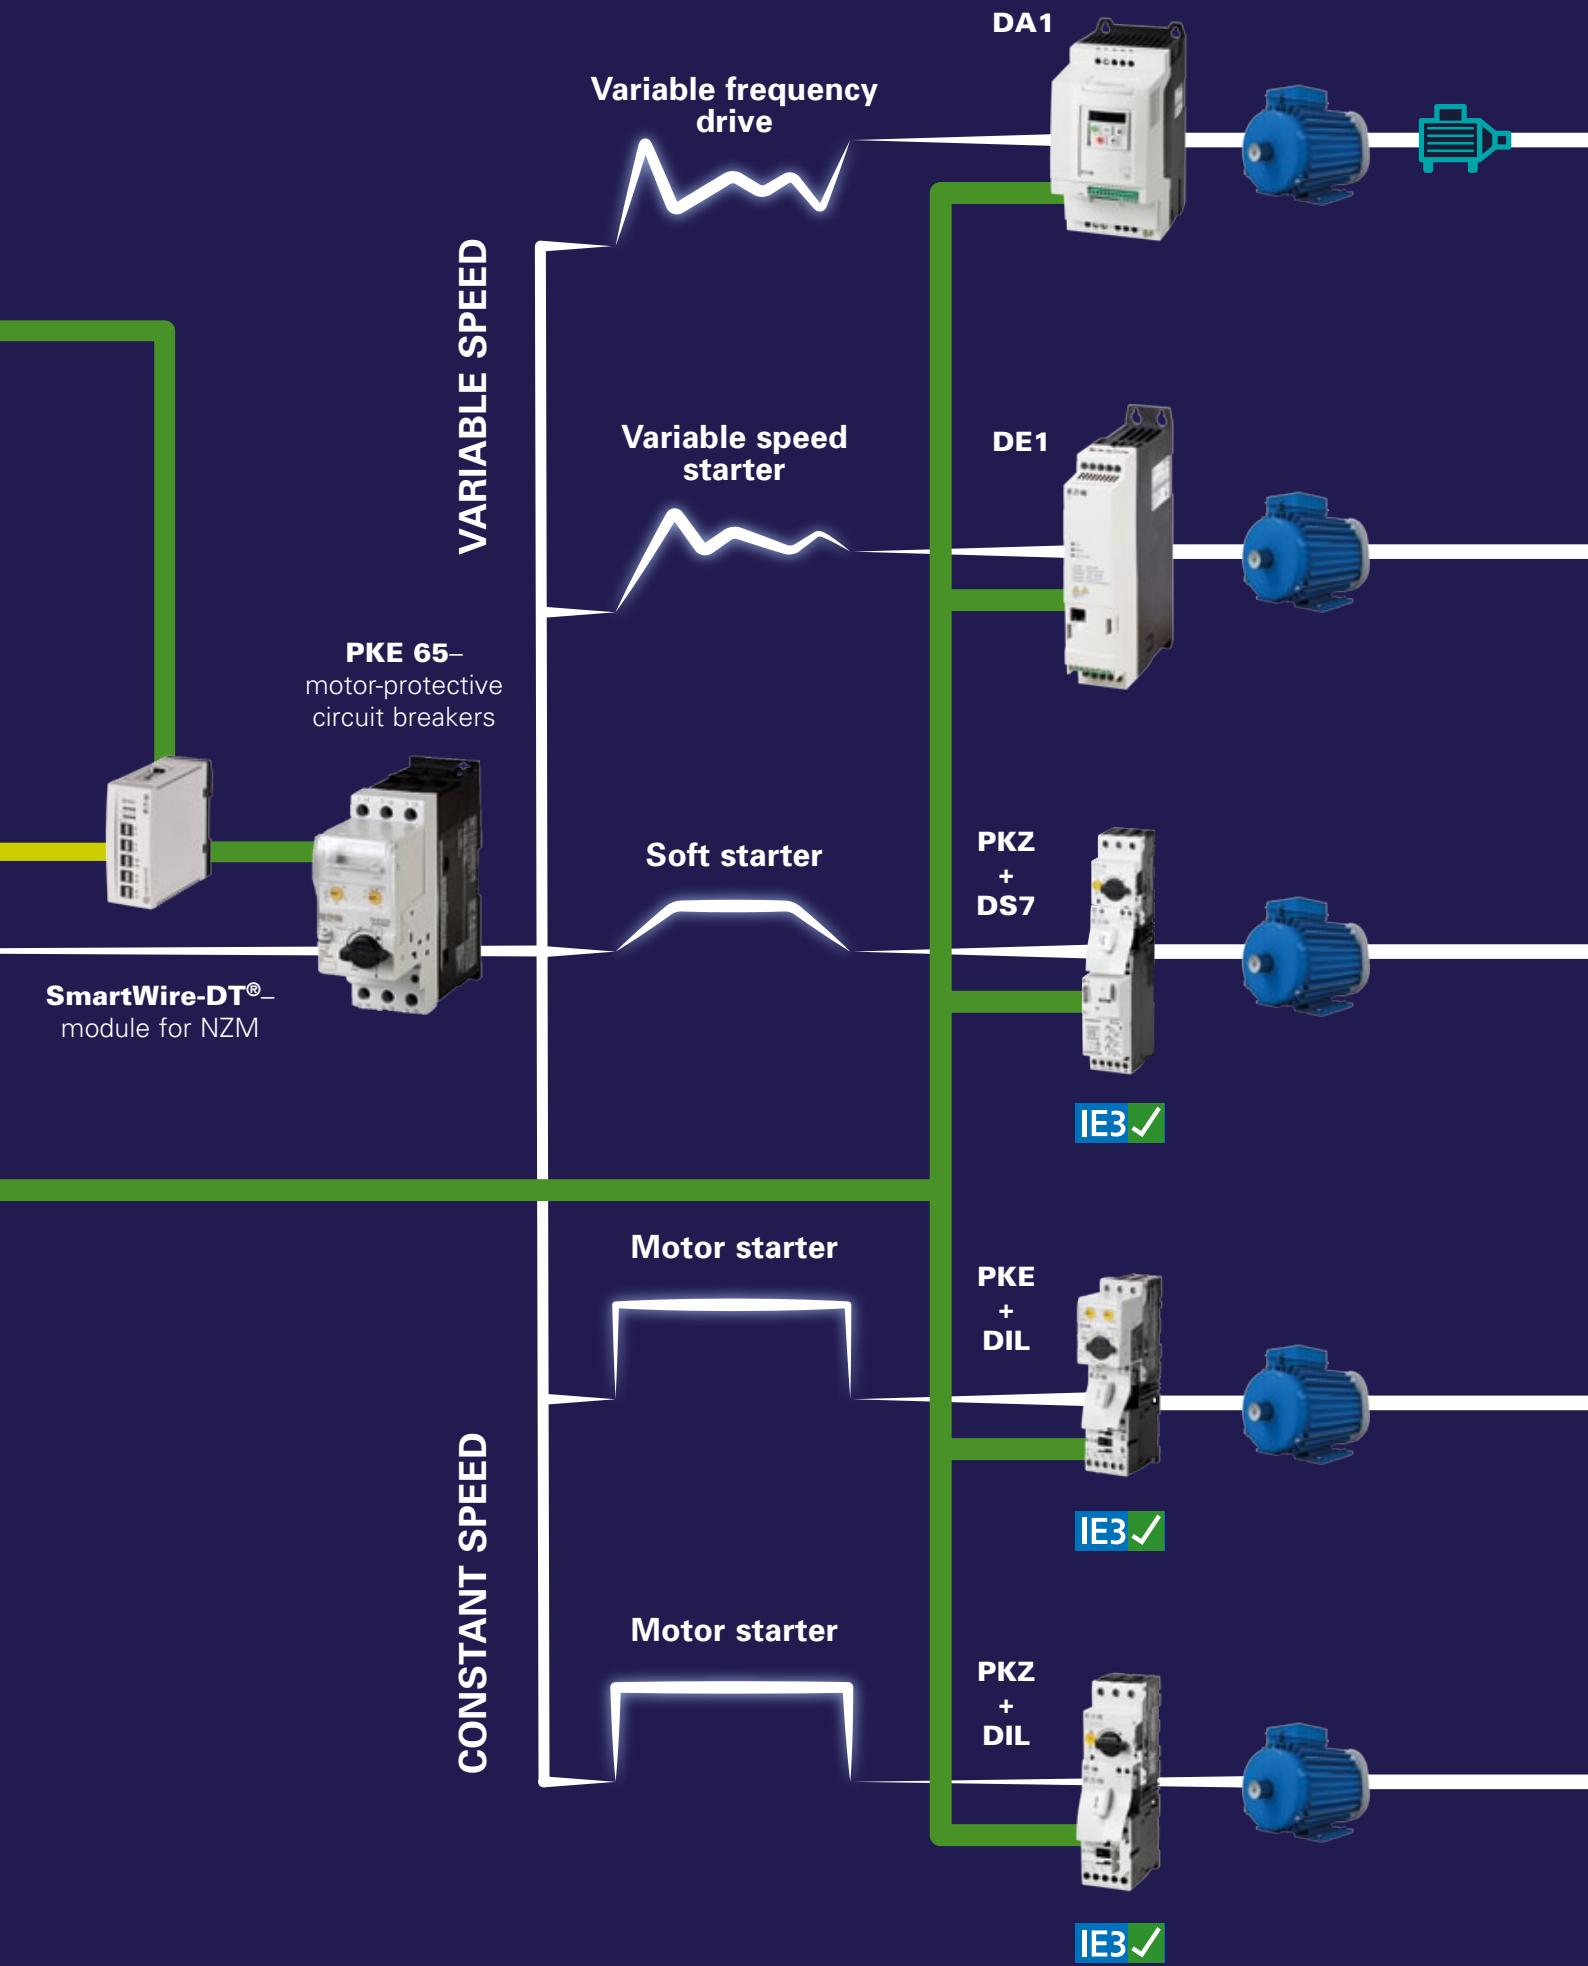 DA1
Variable frequency
drive
VARIABLE SPEED
Variable speed
starter
DE1
PKE 65–
motor-protective
circuit breakers
Soft starter
PKZ
+
DS7
SmartWire-DT®–
module for NZM
IE3
Motor starter
PKE
+
DIL
IE3
CONSTANT SPEED
Motor starter
PKZ
+
DIL
IE3